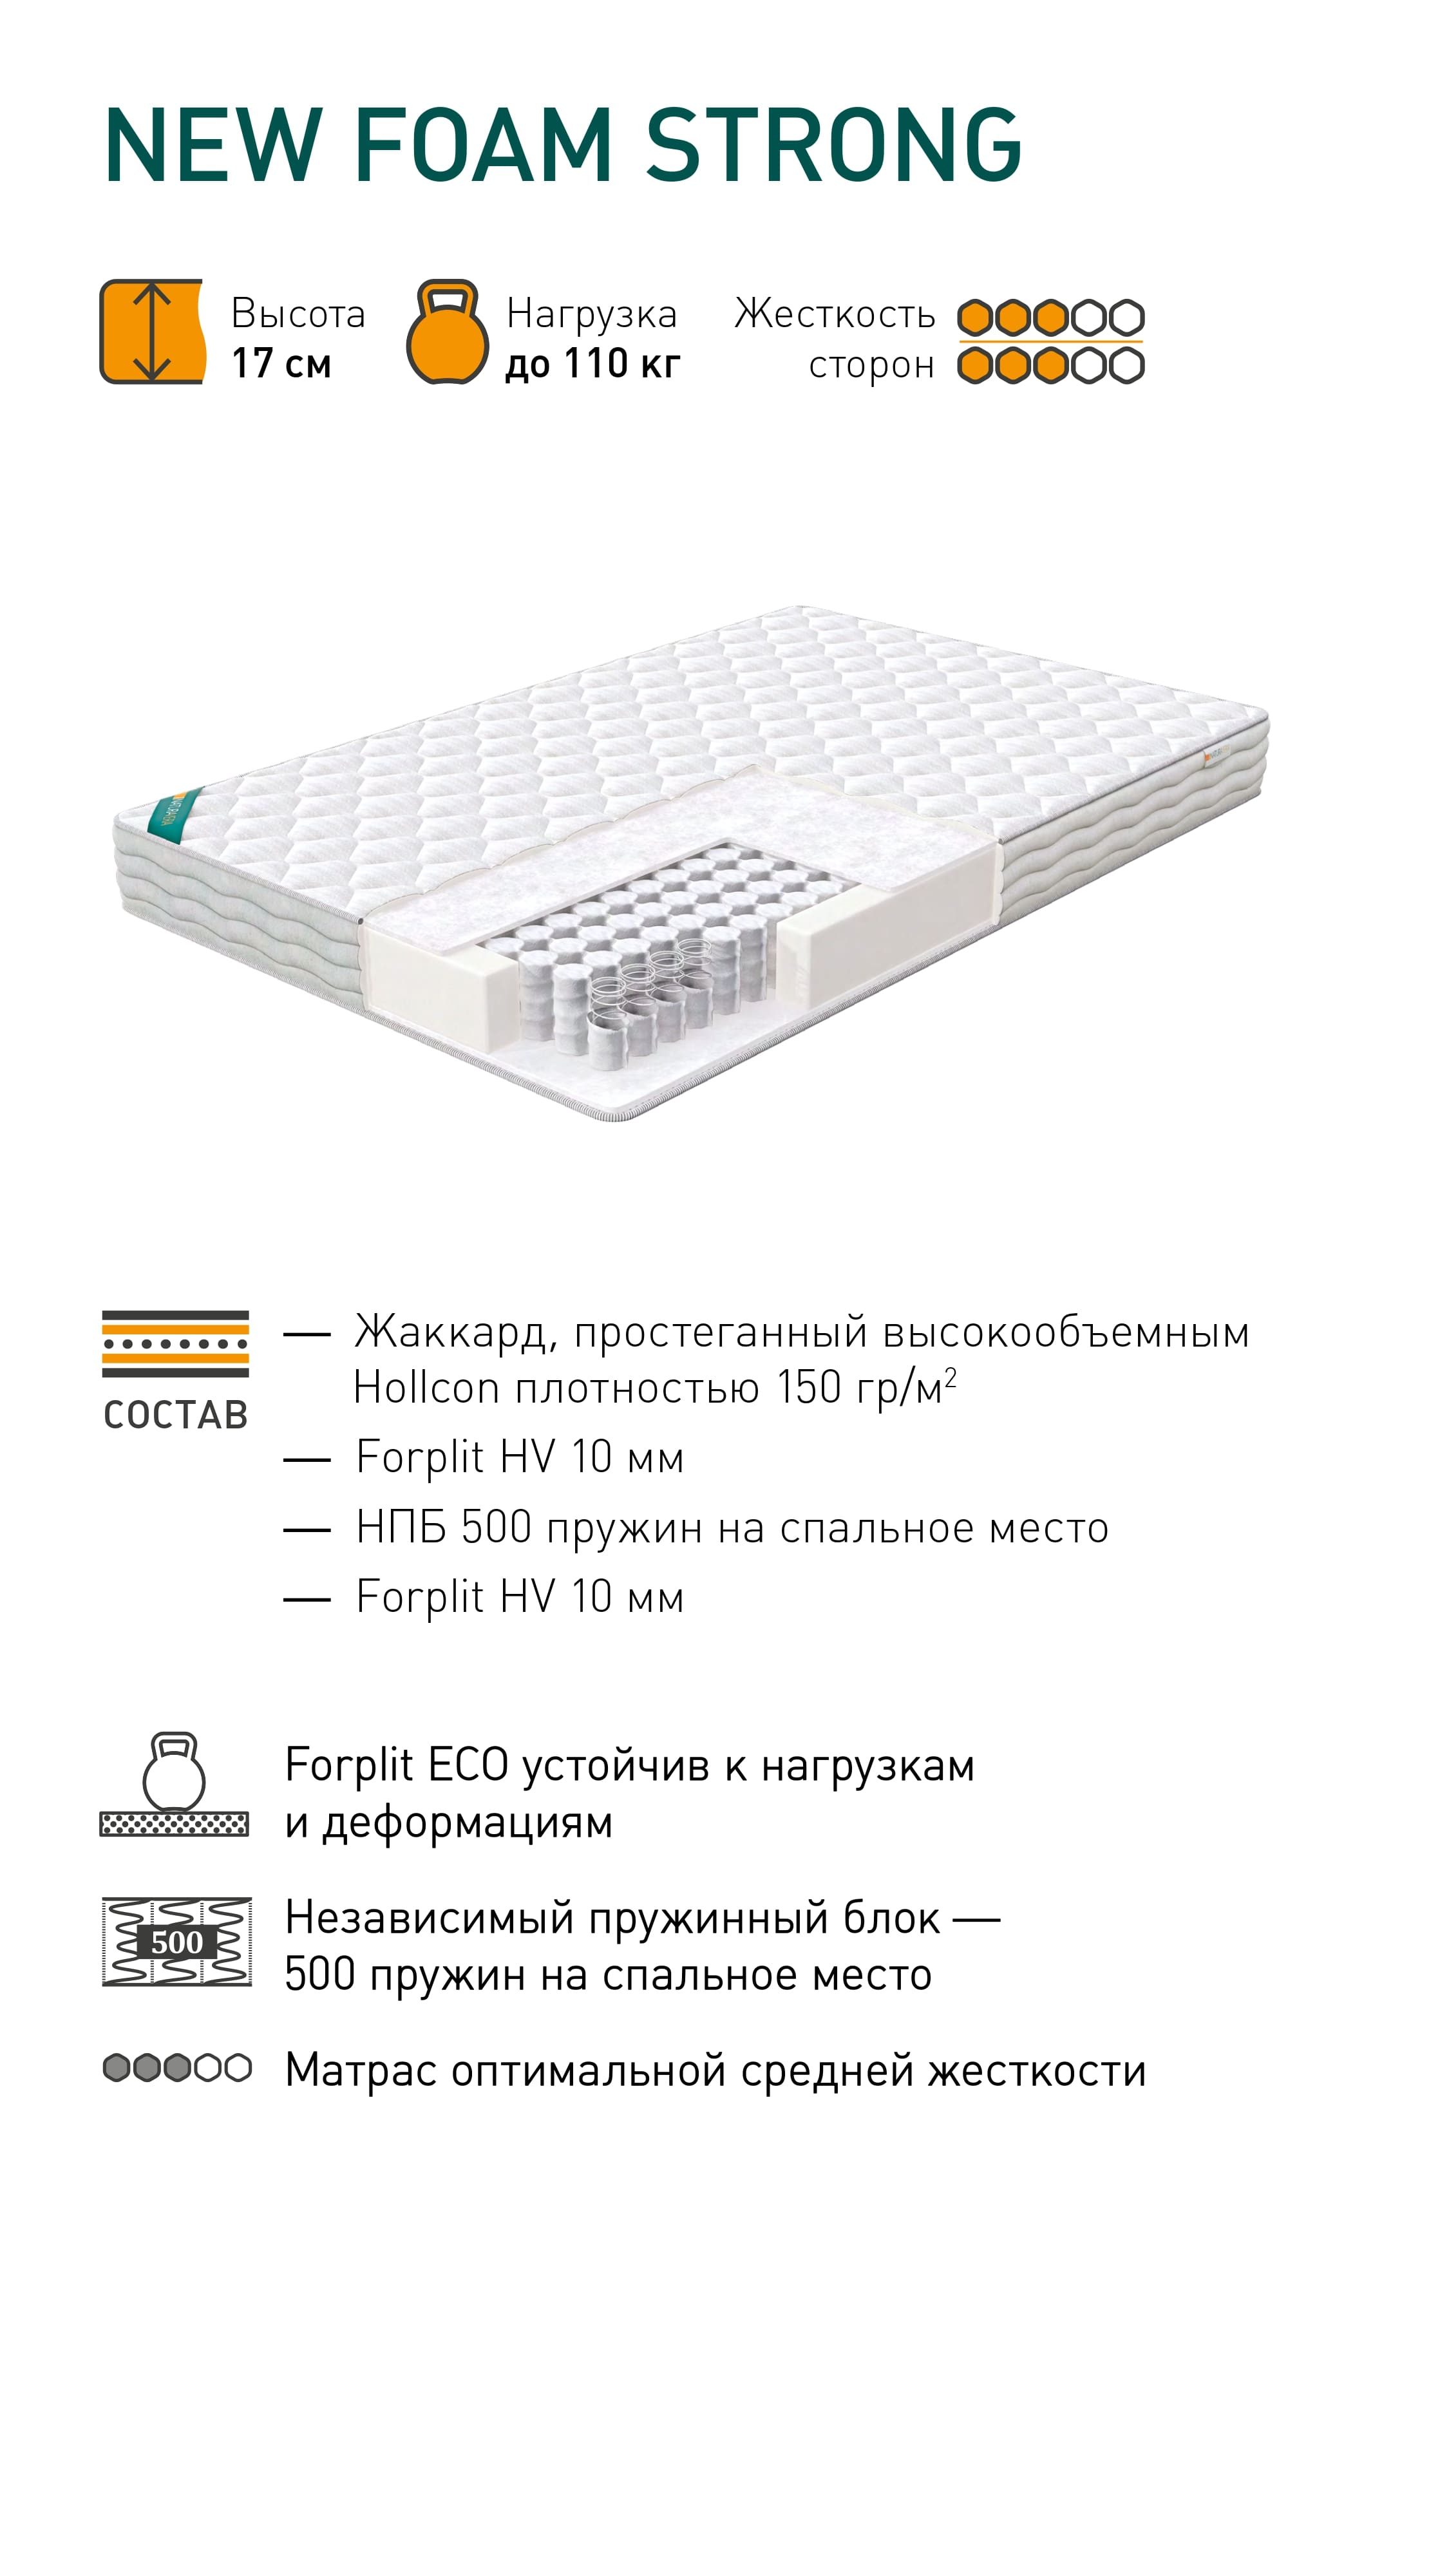 NEW FOAM STRONG
Высота
17 см
Нагрузка
до 110 кг
Жесткость
сторон
СОСТАВ
— Жаккард, простеганный высокообъемным
Hollcon плотностью 150 гр/м²
— Forplit HV 10 мм
— НПБ 500 пружин на спальное место
— Forplit HV 10 мм
Forplit ECO устойчив к нагрузкам
и деформациям
500
Независимый пружинный блок —
500 пружин на спальное место
Матрас оптимальной средней жесткости